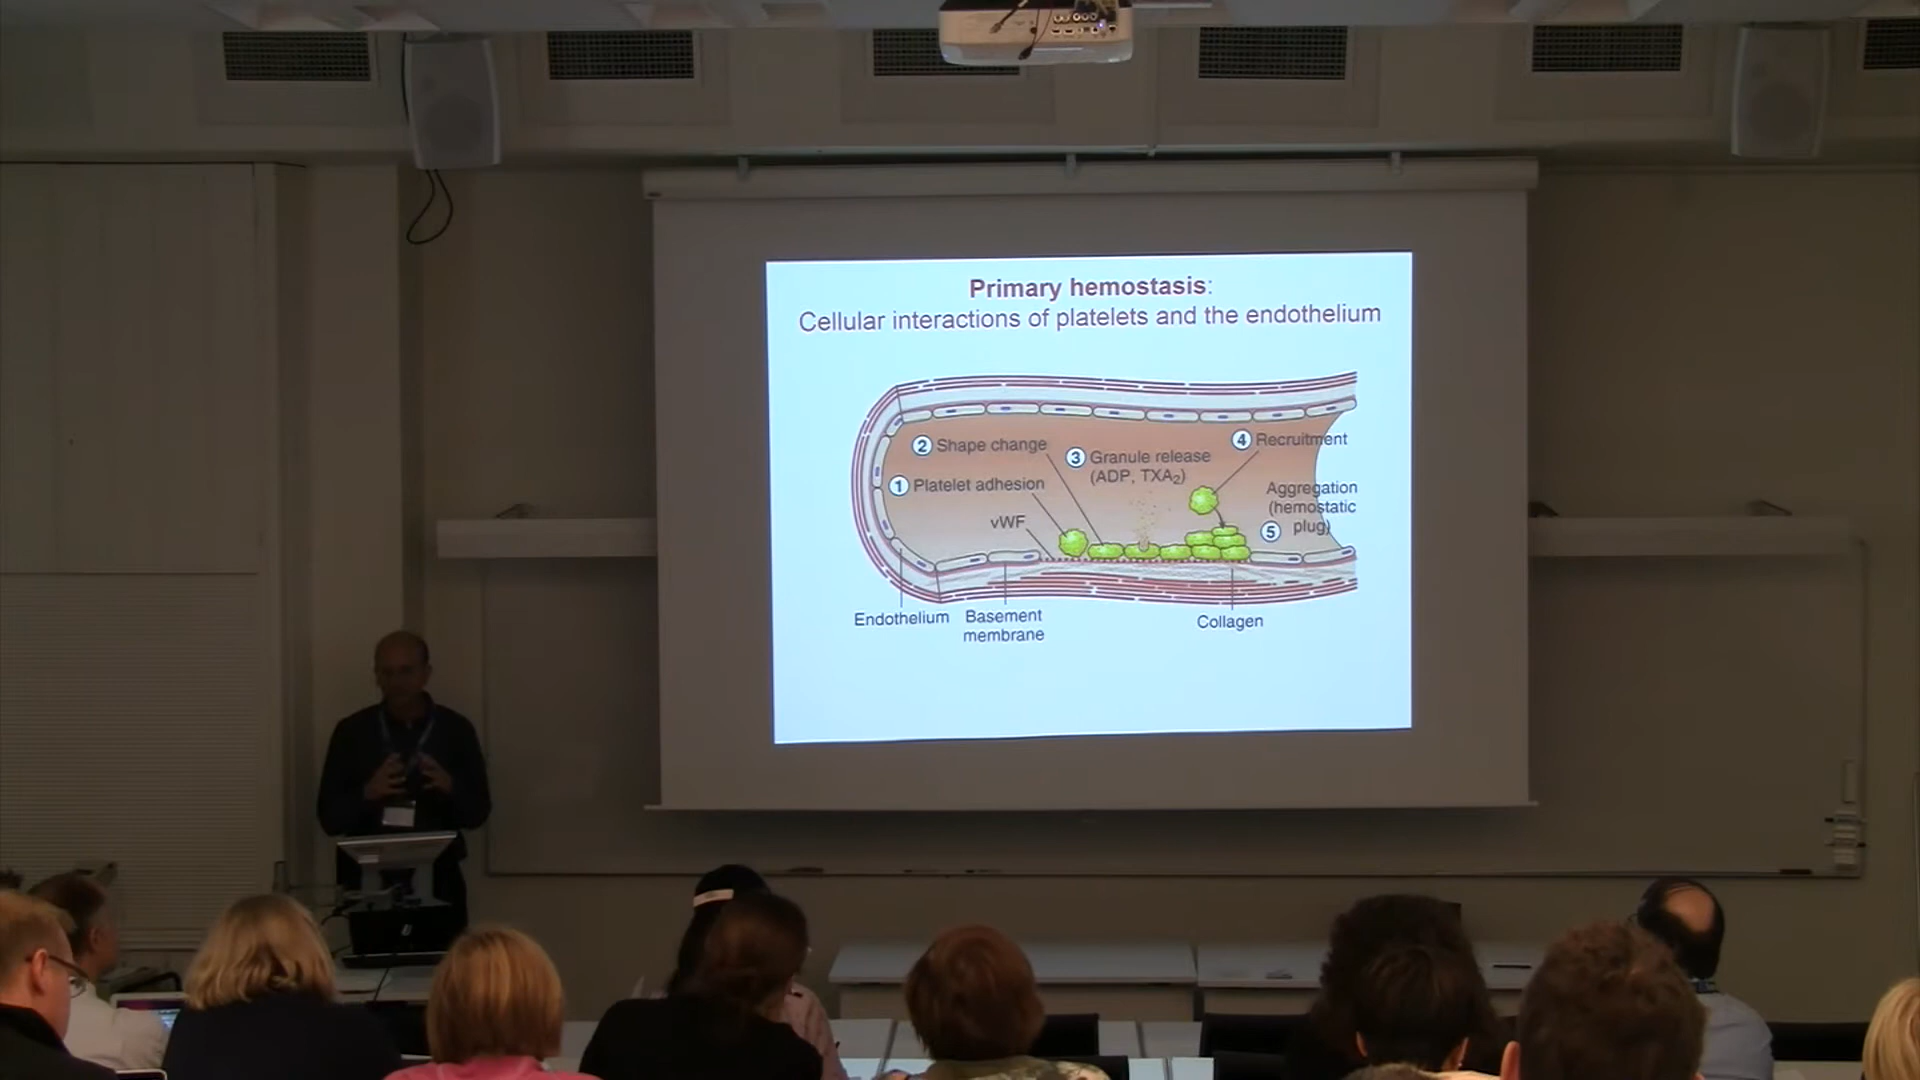 Primary hemostasis:
Cellular interactions of platelets and the endothelium
2 Shape change
3 Granule release
(ADP, TXA2)
4 Recruitment
1 Platelet adhesion
vWF
Aggregation
(hemostatic
5 plug)
Endothelium
Basement
membrane
Collagen